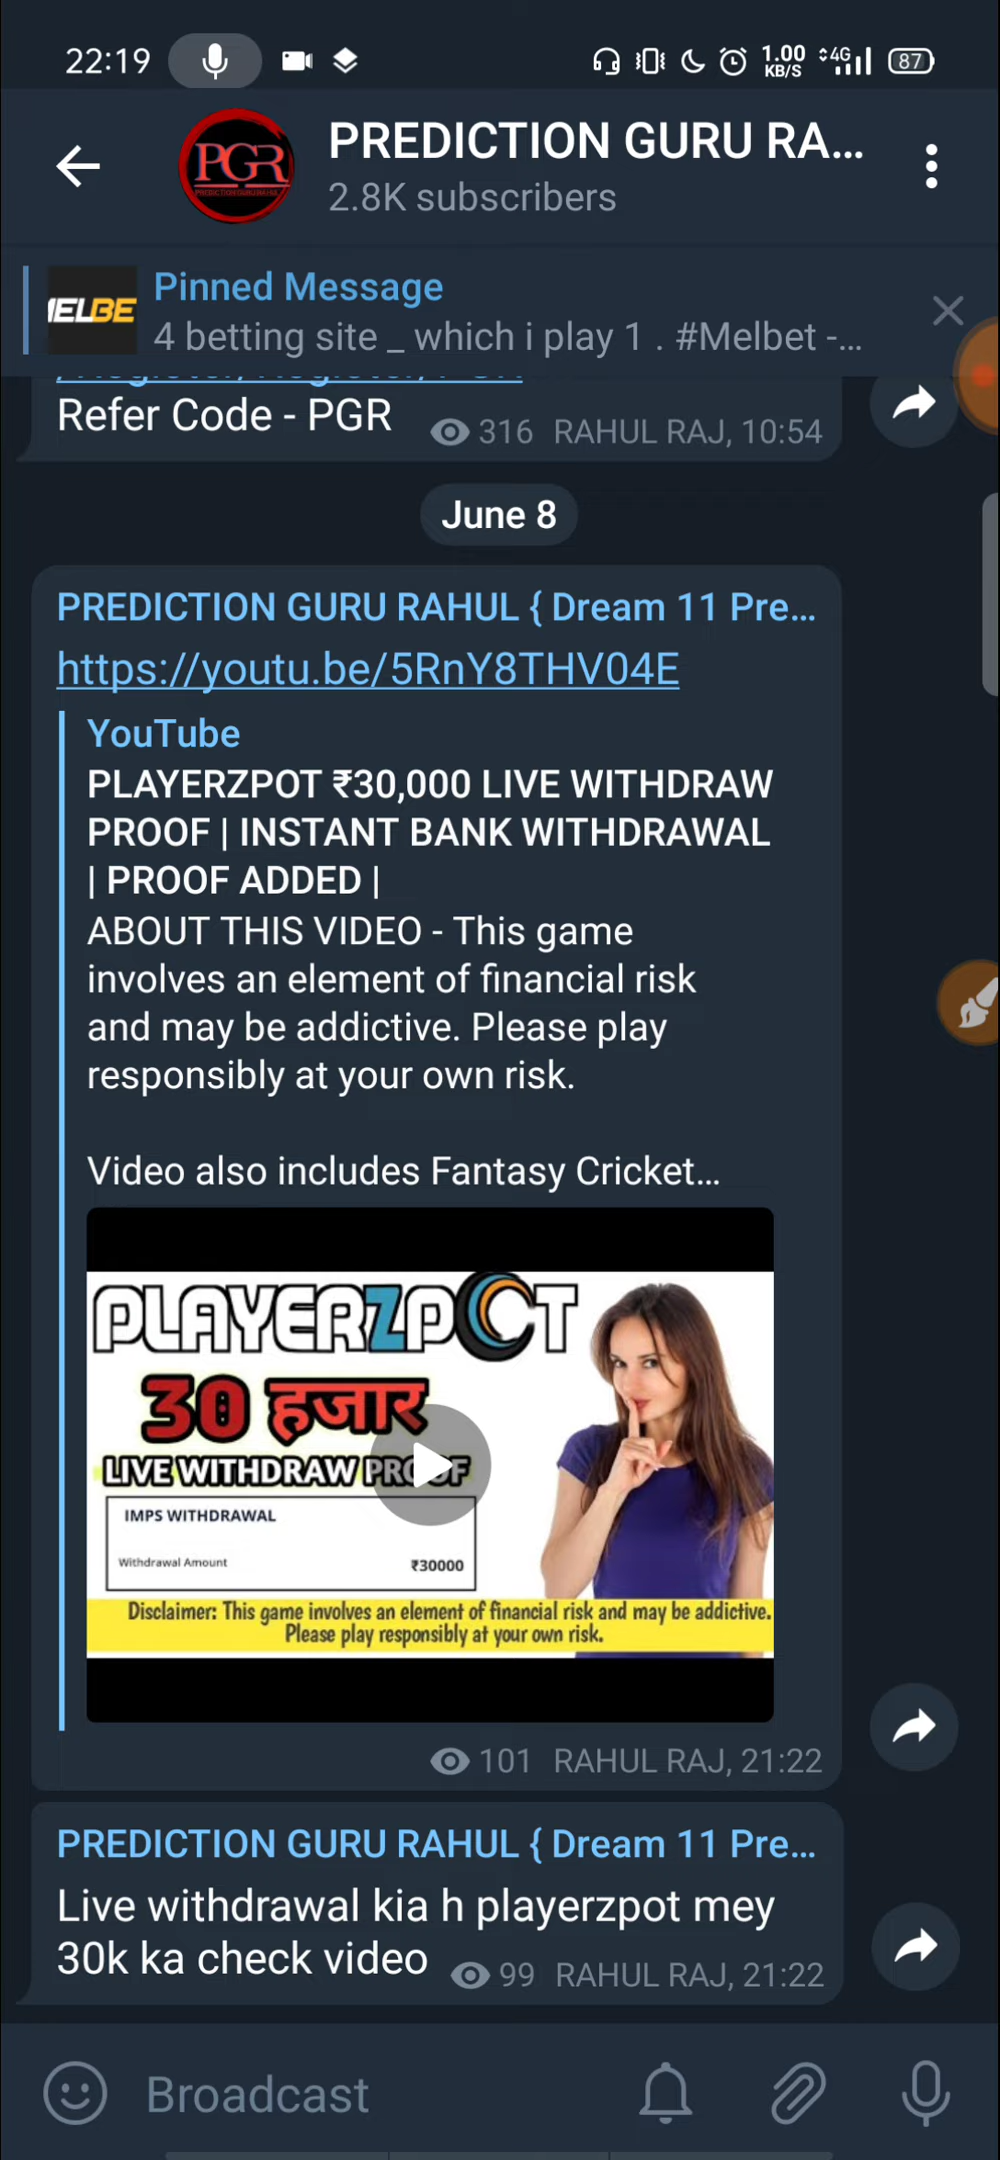 22:19
1.00
KB/S
4G
87
PGR
PREDICTION GURU RA...
2.8K subscribers
Pinned Message
4 betting site _ which i play 1 . #Melbet -...
Refer Code - PGR
316 RAHUL RAJ, 10:54
June 8
PREDICTION GURU RAHUL { Dream 11 Pre...
https://youtu.be/5RnY8THV04E
YouTube
PLAYERZPOT ₹30,000 LIVE WITHDRAW
PROOF | INSTANT BANK WITHDRAWAL
| PROOF ADDED |
ABOUT THIS VIDEO - This game
involves an element of financial risk
and may be addictive. Please play
responsibly at your own risk.
Video also includes Fantasy Cricket...
PLAYERZPOT
30 हजार
LIVE WITHDRAW PROOF
IMPS WITHDRAWAL
Withdrawal Amount ₹30000
Disclaimer: This game involves an element of financial risk and may be addictive.
Please play responsibly at your own risk.
101 RAHUL RAJ, 21:22
PREDICTION GURU RAHUL { Dream 11 Pre...
Live withdrawal kia h playerzpot mey
30k ka check video
99 RAHUL RAJ, 21:22
Broadcast